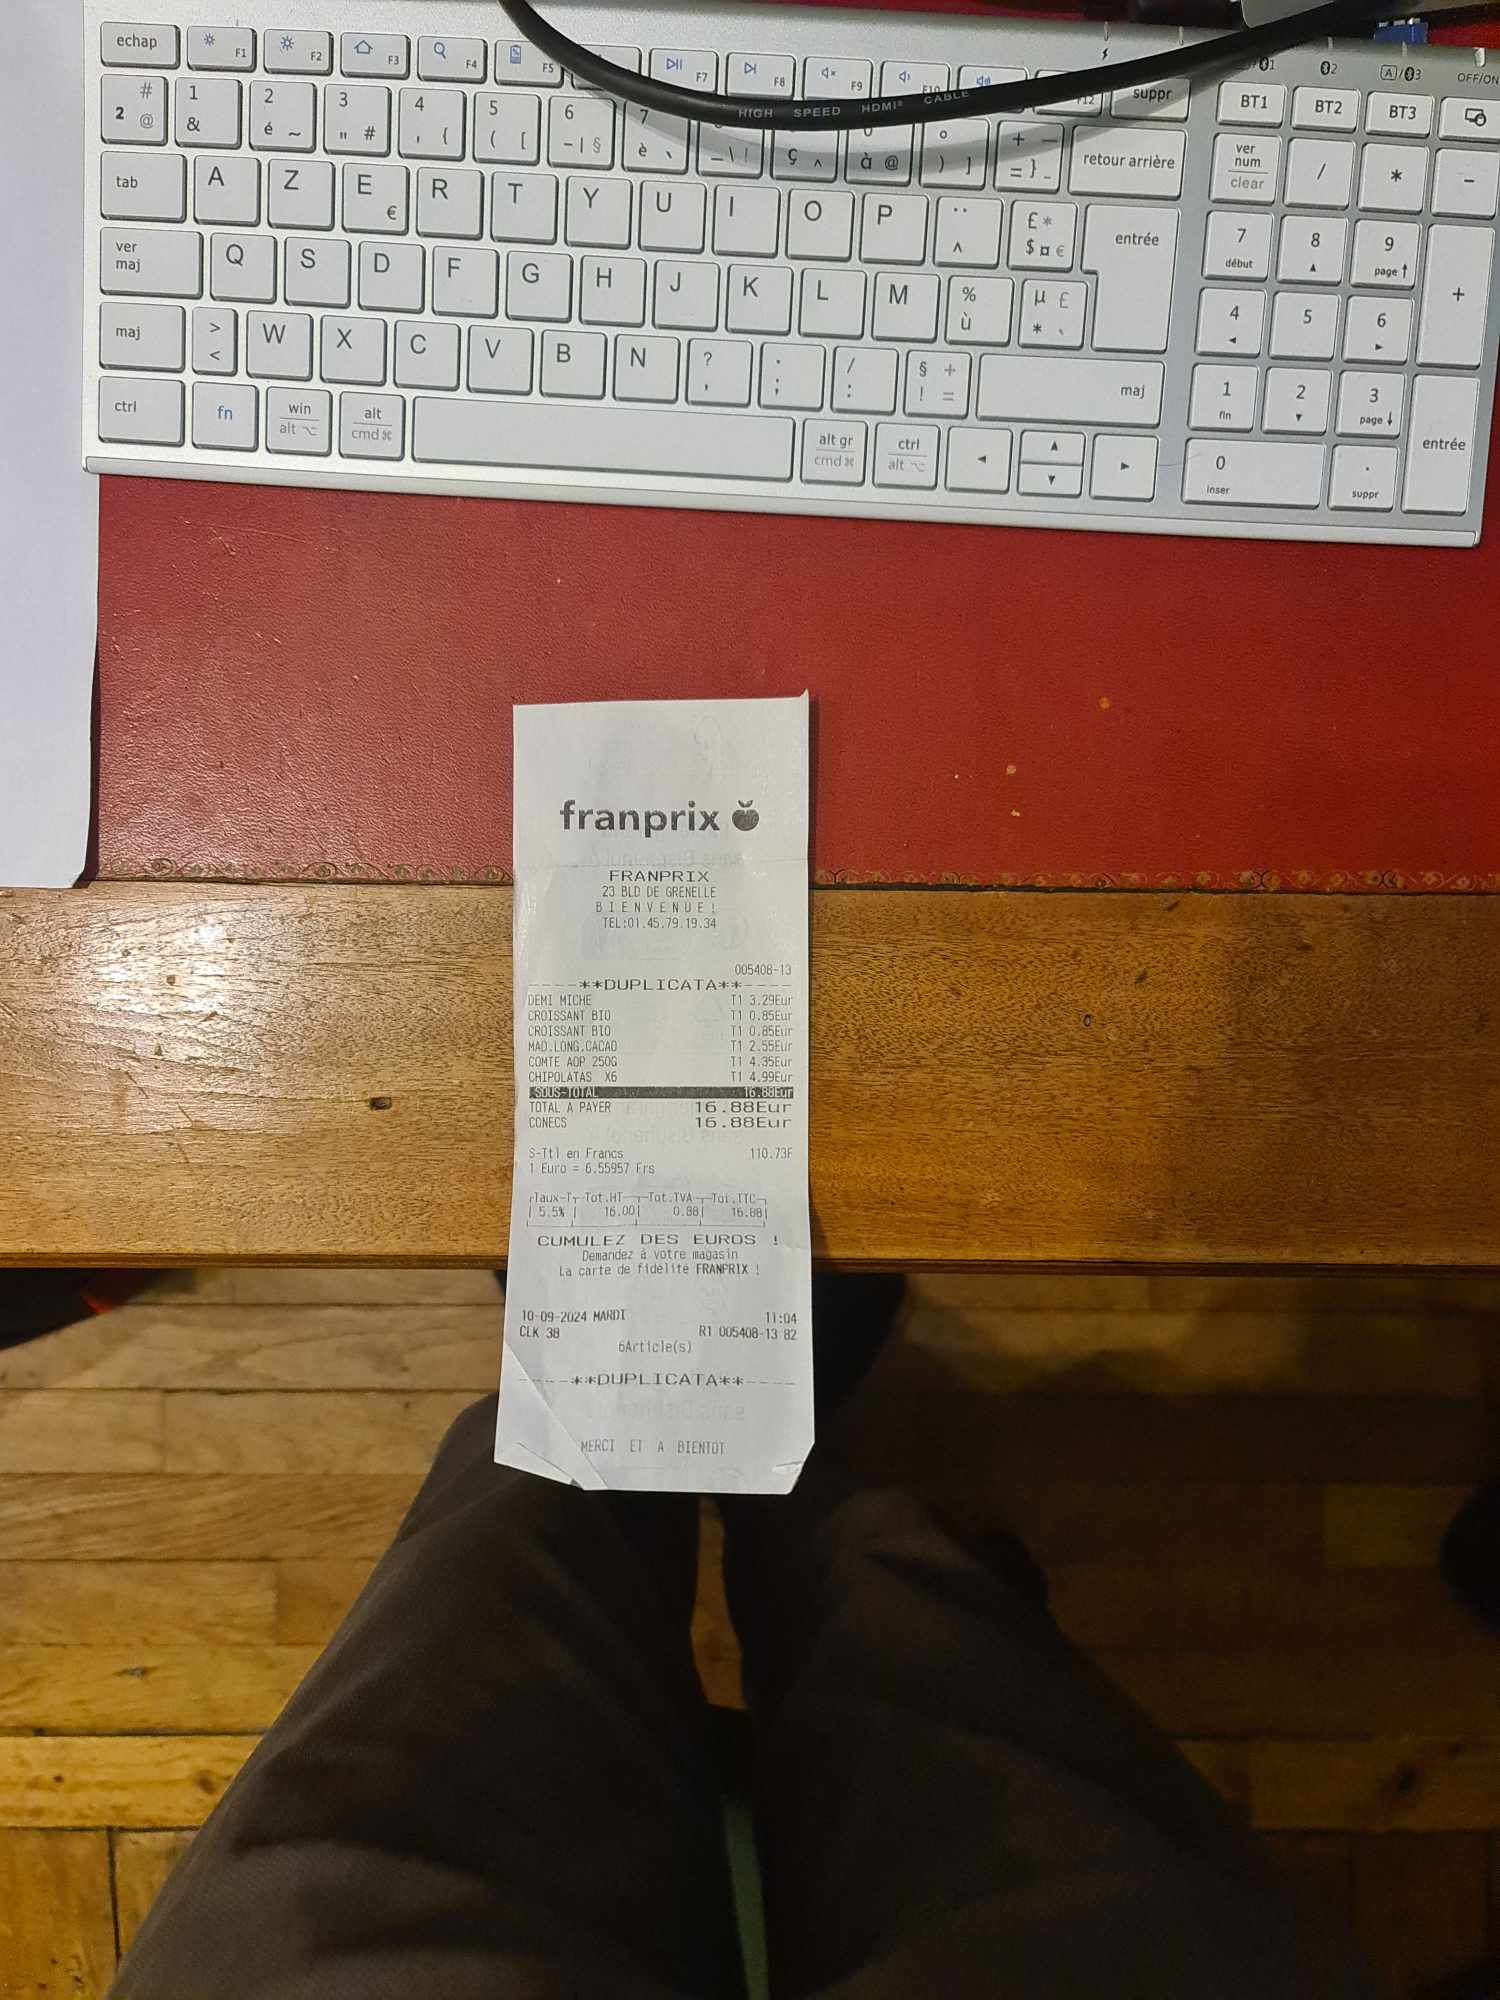 echap F1 F2 F3 F4 F5 F7 F8 F9 F10 F12 suppr
1 2 A / 3 OFF/ON
HIGH SPEED HDMI® CABLE
BT1 BT2 BT3
# 2 @ 1 & 2 é ~ 3 " # 4 ' { 5 ( [ 6 - | § 7 è ` _ \ ! ç ^ à @ ° ) ] + = } retour arrière
ver num clear / * -
tab A Z E € R T Y U I O P ¨ ^ £ * $ ¤ € entrée
7 début 8 9 page +
ver maj Q S D F G H J K L M % ù µ £ * `
4 5 6
maj > < W X C V B N ? , . ; / : § + ! = maj
1 fin 2 3 page entrée
ctrl fn win alt alt cmd alt gr cmd ctrl alt
0 inser . suppr
franprix
FRANPRIX
23 BLD DE GRENELLE
BIENVENUE!
TEL:01.45.79.19.34
005408-13
----**DUPLICATA**----
DEMI MICHE T1 3.29Eur
CROISSANT BIO T1 0.85Eur
CROISSANT BIO T1 0.85Eur
MAD.LONG.CACAO T1 2.55Eur
COMTE AOP 250G T1 4.35Eur
CHIPOLATAS X6 T1 4.99Eur
SOUS-TOTAL 16.88Eur
TOTAL A PAYER 16.88Eur
CONECS 16.88Eur
S-Ttl en Francs 110.73F
1 Euro = 6.55957 Frs
Taux-T Tot.HT Tot.TVA Tot.TTC
5.5% 16.00 0.88 16.88
CUMULEZ DES EUROS !
Demandez à votre magasin
La carte de fidélité FRANPRIX !
10-09-2024 MARDI 11:04
CLK 38 R1 005408-13 82
6Article(s)
----**DUPLICATA**----
MERCI ET A BIENTOT